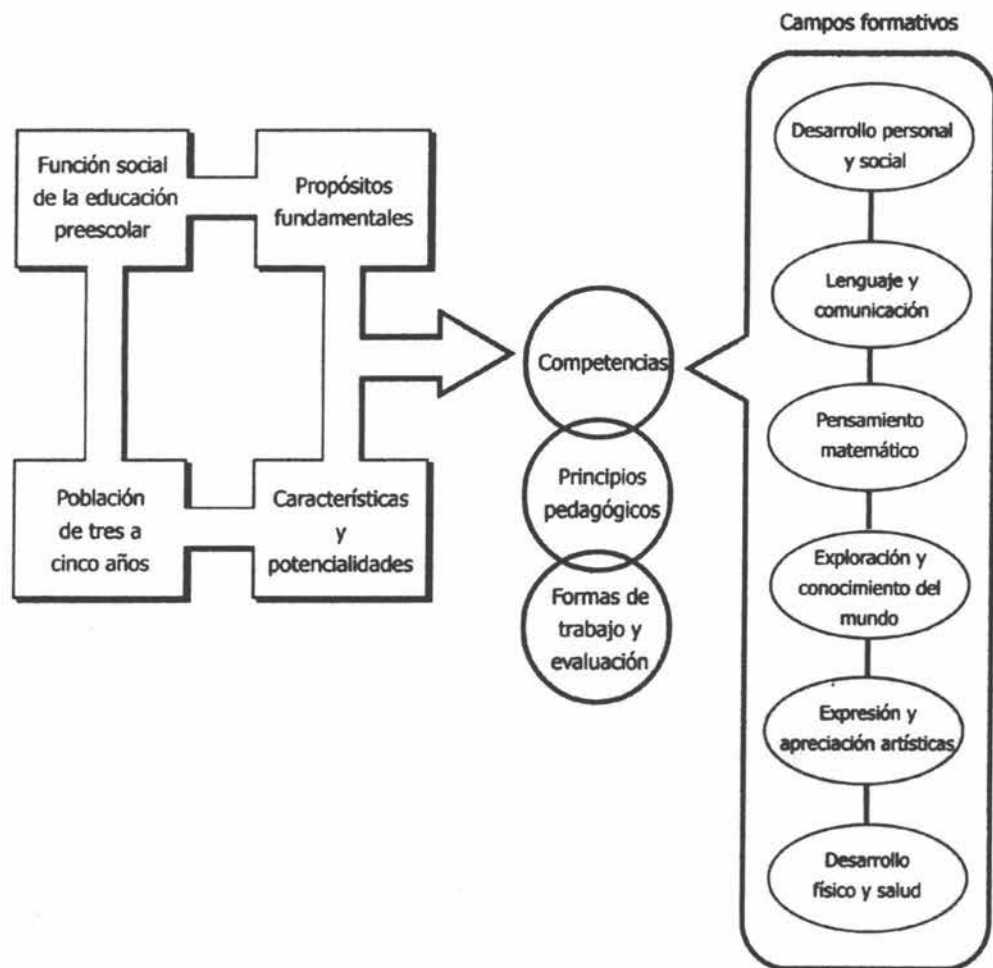 Campos formativos
Función social
de la educación
preescolar
Propósitos
fundamentales
Población
de tres a
cinco años
Características
y
potencialidades
Competencias
Principios
pedagógicos
Formas de
trabajo y
evaluación
Desarrollo personal
y social
Lenguaje y
comunicación
Pensamiento
matemático
Exploración y
conocimiento del
mundo
Expresión y
apreciación artísticas
Desarrollo
físico y salud